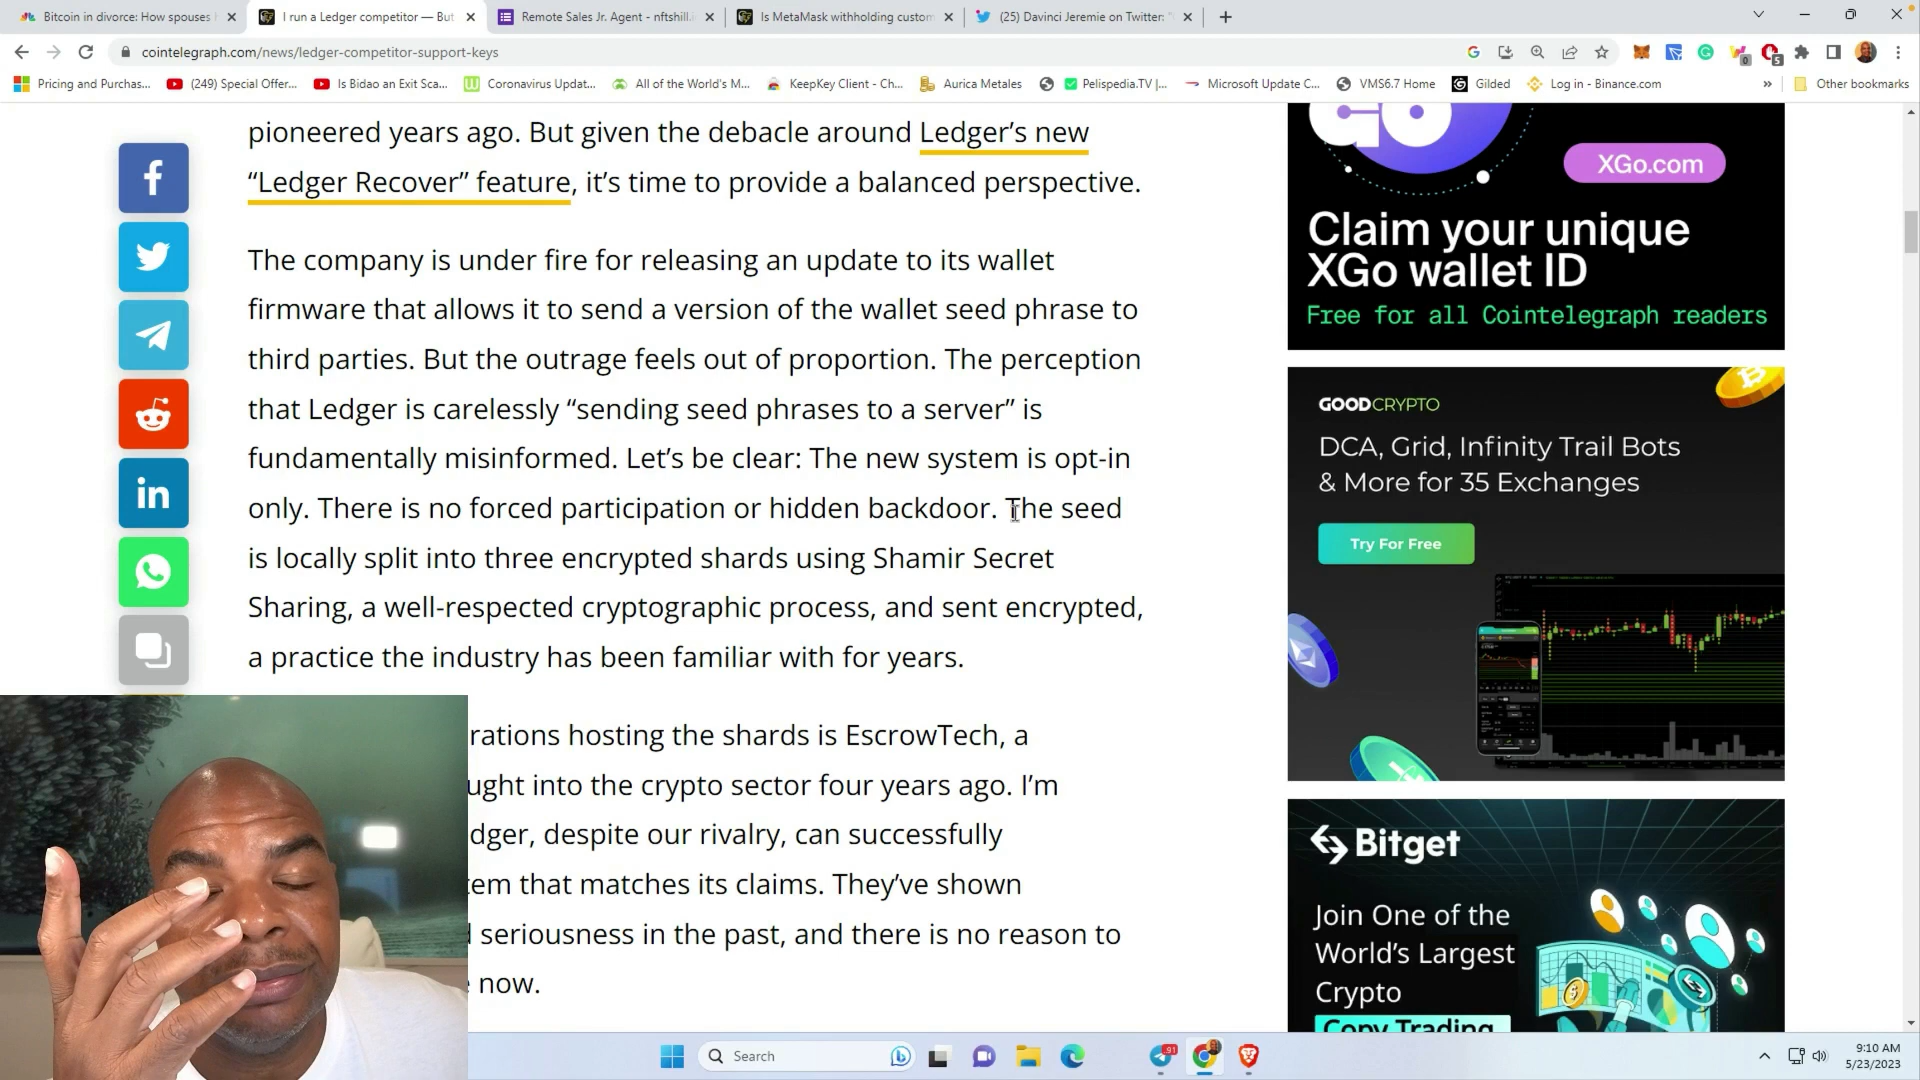 Bitcoin in divorce: How spouses
I run a Ledger competitor — But
Remote Sales Jr. Agent - nftshill.
Is MetaMask withholding custom
(25) Davinci Jeremie on Twitter: "
cointelegraph.com/news/ledger-competitor-support-keys
Pricing and Purchas...
(249) Special Offer...
Is Bidao an Exit Sca...
Coronavirus Updat...
All of the World's M...
KeepKey Client - Ch...
Aurica Metales
Pelispedia.TV |...
Microsoft Update C...
VMS6.7 Home
Gilded
Log in - Binance.com
»
Other bookmarks
pioneered years ago. But given the debacle around Ledger’s new
“Ledger Recover” feature, it’s time to provide a balanced perspective.
The company is under fire for releasing an update to its wallet
firmware that allows it to send a version of the wallet seed phrase to
third parties. But the outrage feels out of proportion. The perception
that Ledger is carelessly “sending seed phrases to a server” is
fundamentally misinformed. Let’s be clear: The new system is opt-in
only. There is no forced participation or hidden backdoor. The seed
is locally split into three encrypted shards using Shamir Secret
Sharing, a well-respected cryptographic process, and sent encrypted,
a practice the industry has been familiar with for years.
rations hosting the shards is EscrowTech, a
ught into the crypto sector four years ago. I’m
dger, despite our rivalry, can successfully
tem that matches its claims. They’ve shown
seriousness in the past, and there is no reason to
now.
XGo.com
Claim your unique
XGo wallet ID
Free for all Cointelegraph readers
GOODCRYPTO
DCA, Grid, Infinity Trail Bots
& More for 35 Exchanges
Try For Free
Bitget
Join One of the
World's Largest
Crypto
Copy Trading
Search
91
9:10 AM
5/23/2023